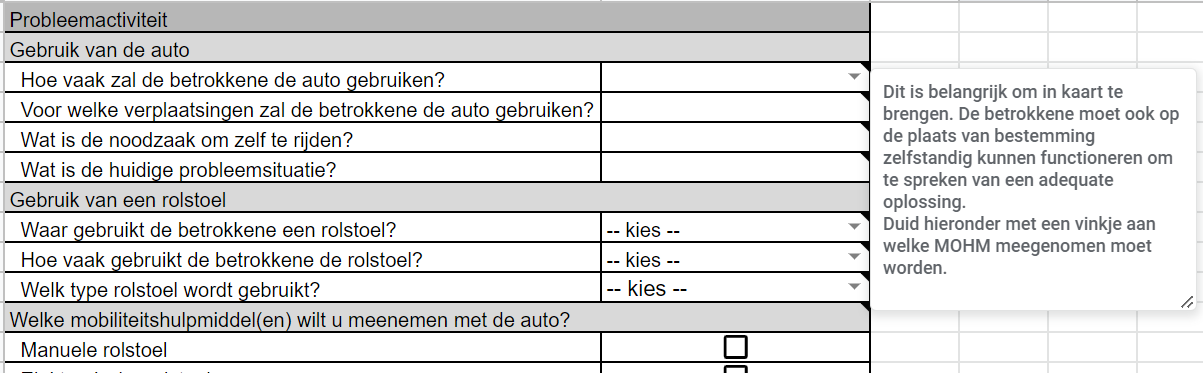 Probleemactiviteit
Gebruik van de auto
Hoe vaak zal de betrokkene de auto gebruiken?
Voor welke verplaatsingen zal de betrokkene de auto gebruiken?
Wat is de noodzaak om zelf te rijden?
Wat is de huidige probleemsituatie?
Gebruik van een rolstoel
Waar gebruikt de betrokkene een rolstoel? -- kies --
Hoe vaak gebruikt de betrokkene de rolstoel? -- kies --
Welk type rolstoel wordt gebruikt? -- kies --
Welke mobiliteitshulpmiddel(en) wilt u meenemen met de auto?
Manuele rolstoel
Dit is belangrijk om in kaart te
brengen. De betrokkene moet ook op
de plaats van bestemming
zelfstandig kunnen functioneren om
te spreken van een adequate
oplossing.
Duid hieronder met een vinkje aan
welke MOHM meegenomen moet
worden.